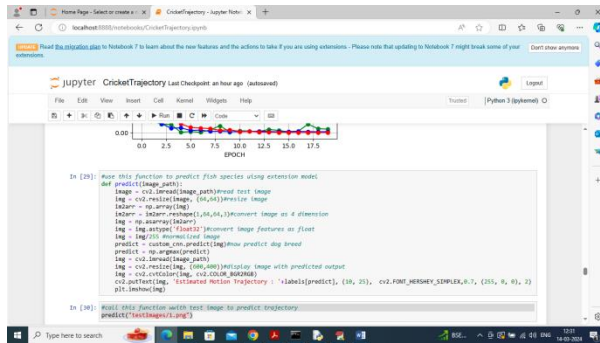 Home Page - Select or create a n
CricketTrajectory - Jupyter Note
localhost:8888/notebooks/CricketTrajectory.ipynb
UPDATE Read the migration plan to Notebook 7 to learn about the new features and the actions to take if you are using extensions - Please note that updating to Notebook 7 might break some of your extensions.
Don't show anymore
jupyter CricketTrajectory Last Checkpoint: an hour ago (autosaved)
Logout
File Edit View Insert Cell Kernel Widgets Help
Trusted
Python 3 (ipykernel)
Run
Code
0.00
0.0 2.5 5.0 7.5 10.0 12.5 15.0 17.5
EPOCH
In [29]: #use this function to predict fish species uisng extension model
def predict(image_path):
image = cv2.imread(image_path)#read test image
img = cv2.resize(image, (64,64))#resize image
im2arr = np.array(img)
im2arr = im2arr.reshape(1,64,64,3)#convert image as 4 dimension
img = np.asarray(im2arr)
img = img.astype('float32')#convert image features as float
img = img/255 #normalized image
predict = custom_cnn.predict(img)#now predict dog breed
predict = np.argmax(predict)
img = cv2.imread(image_path)
img = cv2.resize(img, (600,400))#display image with predicted output
img = cv2.cvtColor(img, cv2.COLOR_BGR2RGB)
cv2.putText(img, 'Estimated Motion Trajectory : '+labels[predict], (10, 25), cv2.FONT_HERSHEY_SIMPLEX,0.7, (255, 0, 0), 2)
plt.imshow(img)
In [30]: #call this function with test image to predict trajectory
predict("testImages/1.png")
Type here to search
BSE...
ENG
12:31
14-03-2024